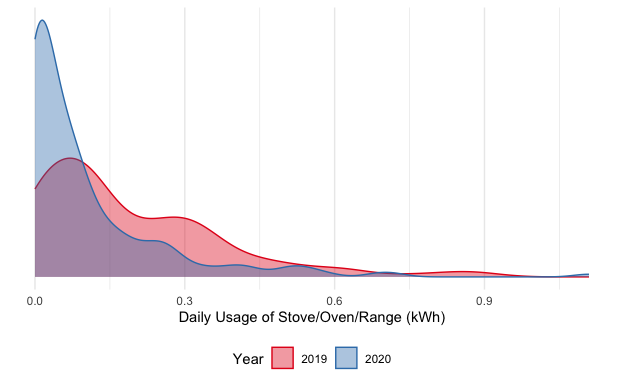 0.0 0.3 0.6 0.9
Daily Usage of Stove/Oven/Range (kWh)
Year 2019 2020